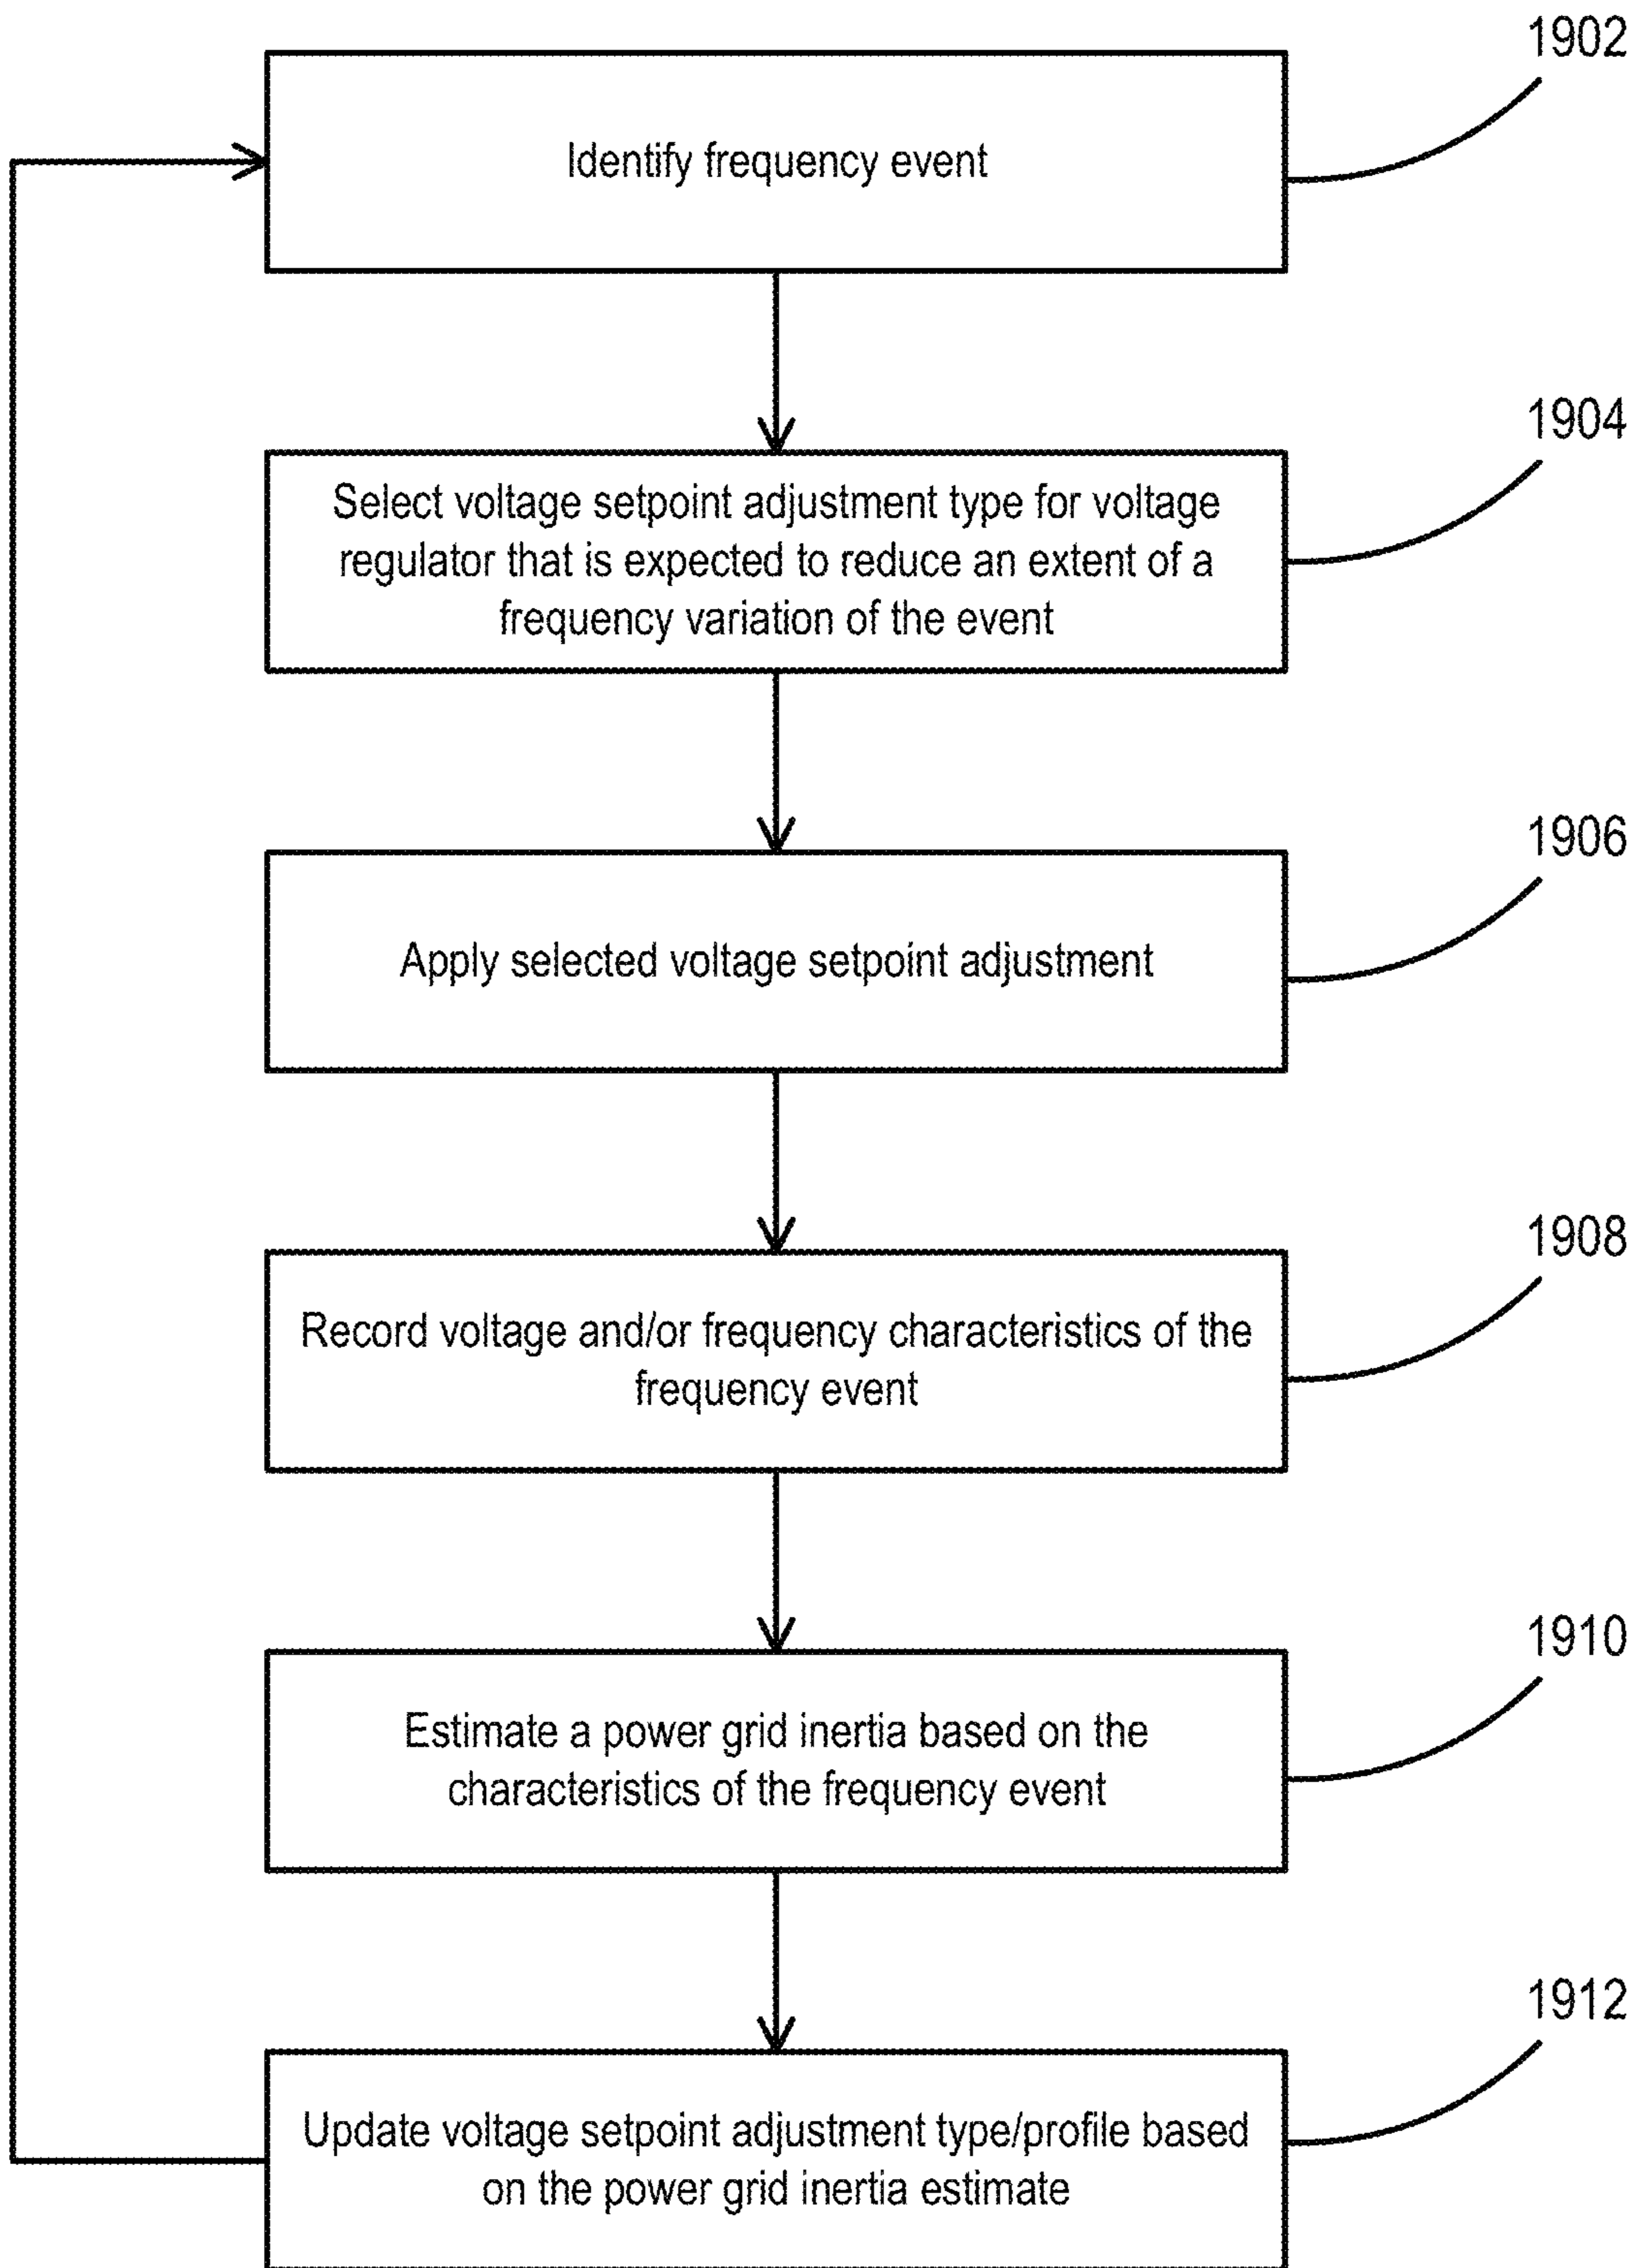 1902
Identify frequency event
1904
Select voltage setpoint adjustment type for voltage
regulator that is expected to reduce an extent of a
frequency variation of the event
1906
Apply selected voltage setpoint adjustment
1908
Record voltage and/or frequency characteristics of the
frequency event
1910
Estimate a power grid inertia based on the
characteristics of the frequency event
1912
Update voltage setpoint adjustment type/profile based
on the power grid inertia estimate